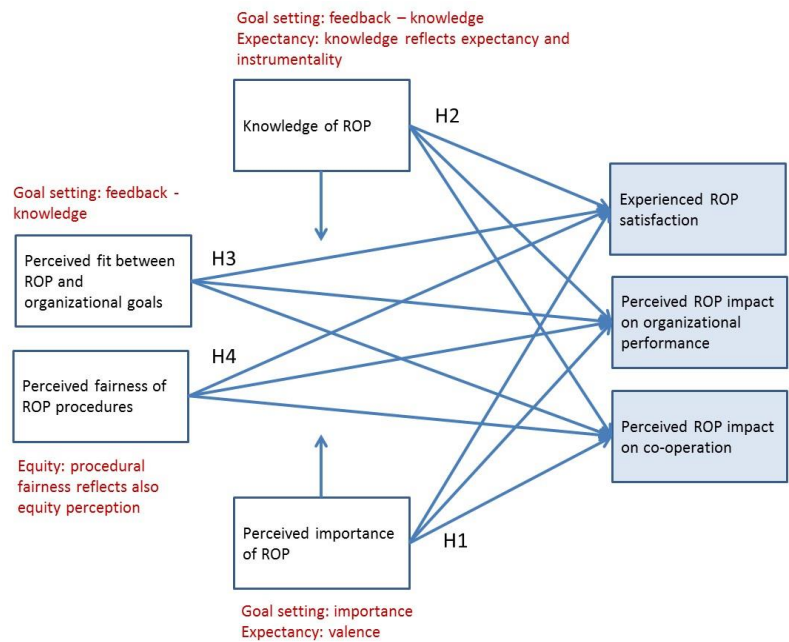 Goal setting: feedback – knowledge
Expectancy: knowledge reflects expectancy and
instrumentality
Knowledge of ROP
H2
Goal setting: feedback -
knowledge
Perceived fit between
ROP and
organizational goals
H3
Perceived fairness of
ROP procedures
H4
Equity: procedural
fairness reflects also
equity perception
Perceived importance
of ROP
H1
Goal setting: importance
Expectancy: valence
Experienced ROP
satisfaction
Perceived ROP impact
on organizational
performance
Perceived ROP impact
on co-operation